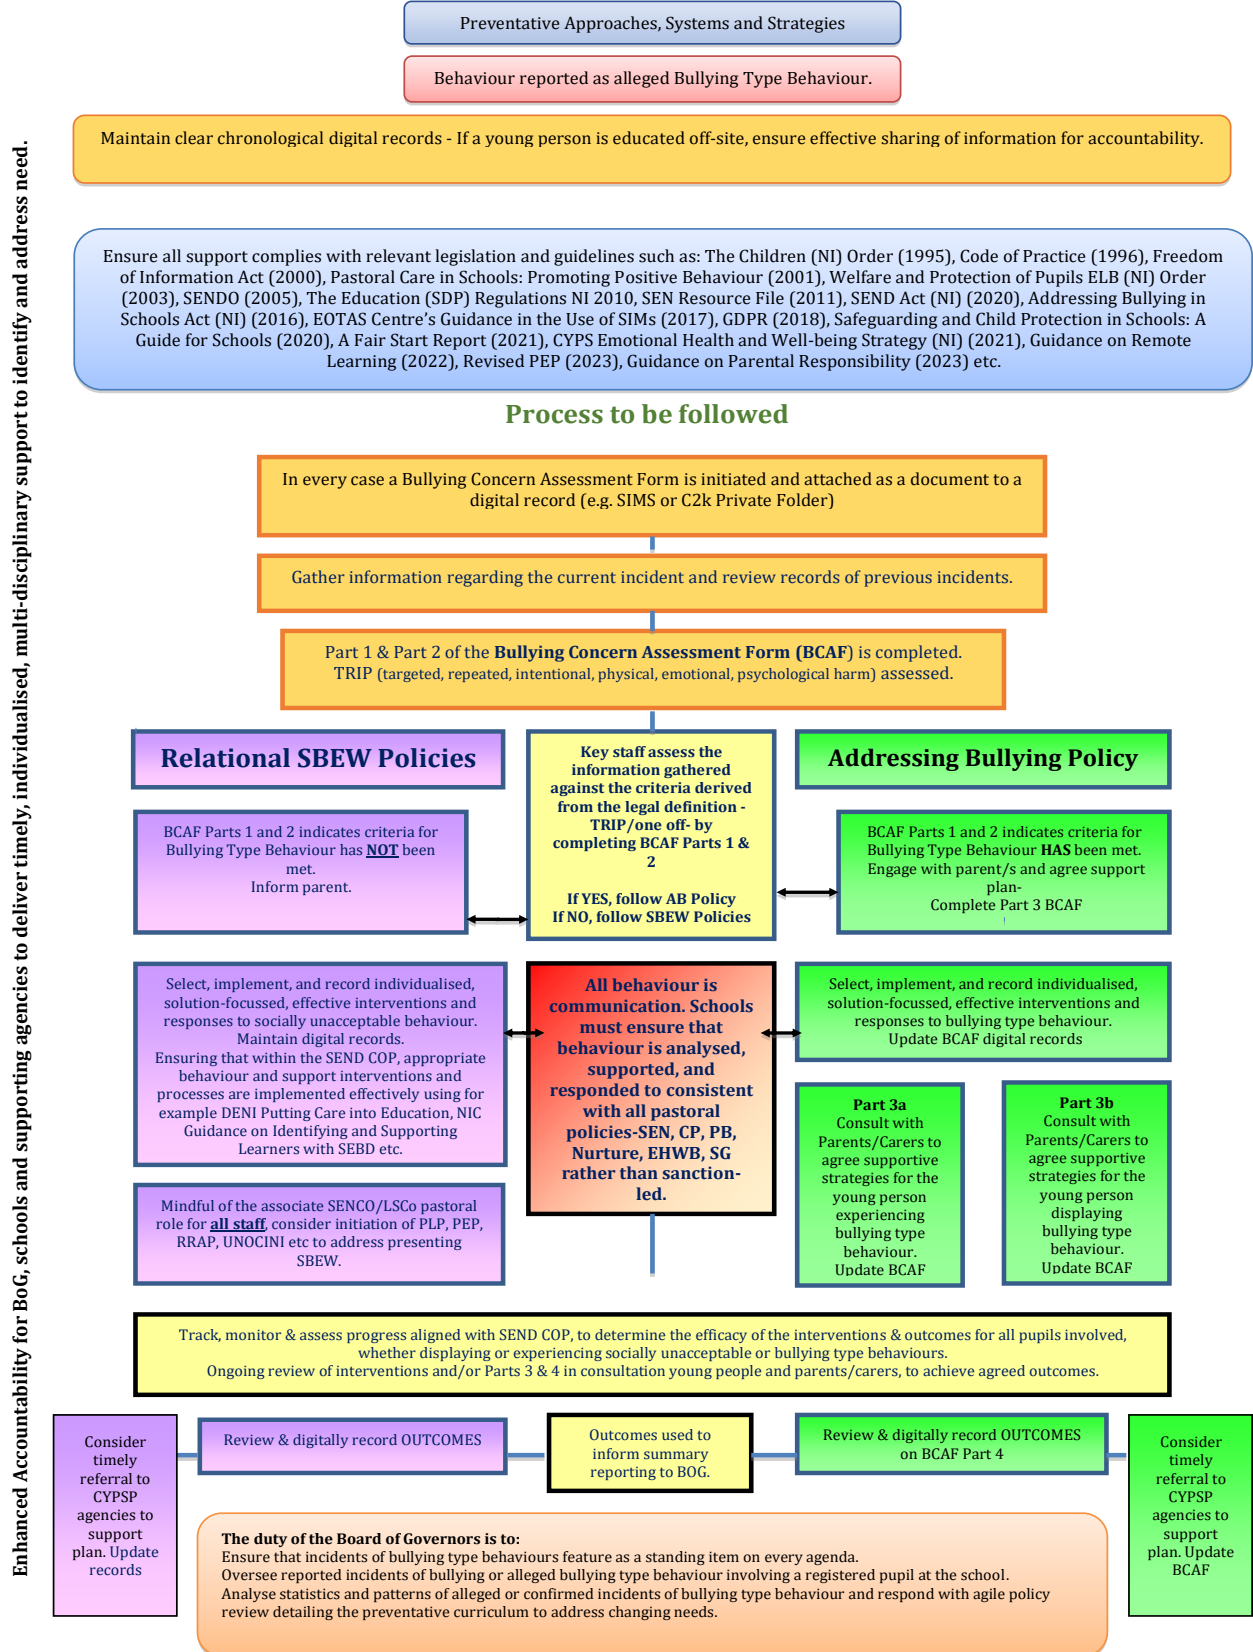 Preventative Approaches, Systems and Strategies
Behaviour reported as alleged Bullying Type Behaviour.
Maintain clear chronological digital records - If a young person is educated off-site, ensure effective sharing of information for accountability.
Enhanced Accountability for BoG, schools and supporting agencies to deliver timely, individualised, multi-disciplinary support to identify and address need.
Ensure all support complies with relevant legislation and guidelines such as: The Children (NI) Order (1995), Code of Practice (1996), Freedom
of Information Act (2000), Pastoral Care in Schools: Promoting Positive Behaviour (2001), Welfare and Protection of Pupils ELB (NI) Order
(2003), SENDO (2005), The Education (SDP) Regulations NI 2010, SEN Resource File (2011), SEND Act (NI) (2020), Addressing Bullying in
Schools Act (NI) (2016), EOTAS Centre’s Guidance in the Use of SIMs (2017), GDPR (2018), Safeguarding and Child Protection in Schools: A
Guide for Schools (2020), A Fair Start Report (2021), CYPS Emotional Health and Well-being Strategy (NI) (2021), Guidance on Remote
Learning (2022), Revised PEP (2023), Guidance on Parental Responsibility (2023) etc.
Process to be followed
In every case a Bullying Concern Assessment Form is initiated and attached as a document to a
digital record (e.g. SIMS or C2k Private Folder)
Gather information regarding the current incident and review records of previous incidents.
Part 1 & Part 2 of the Bullying Concern Assessment Form (BCAF) is completed.
TRIP (targeted, repeated, intentional, physical, emotional, psychological harm) assessed.
Relational SBEW Policies
BCAF Parts 1 and 2 indicates criteria for
Bullying Type Behaviour has NOT been
met.
Inform parent.
Key staff assess the
information gathered
against the criteria derived
from the legal definition -
TRIP/one off- by
completing BCAF Parts 1 &
2
If YES, follow AB Policy
If NO, follow SBEW Policies
Addressing Bullying Policy
BCAF Parts 1 and 2 indicates criteria for
Bullying Type Behaviour HAS been met.
Engage with parent/s and agree support
plan-
Complete Part 3 BCAF
Select, implement, and record individualised,
solution-focussed, effective interventions and
responses to socially unacceptable behaviour.
Maintain digital records.
Ensuring that within the SEND COP, appropriate
behaviour and support interventions and
processes are implemented effectively using for
example DENI Putting Care into Education, NIC
Guidance on Identifying and Supporting
Learners with SEBD etc.
Mindful of the associate SENCO/LSCo pastoral
role for all staff, consider initiation of PLP, PEP,
RRAP, UNOCINI etc to address presenting
SBEW.
All behaviour is
communication. Schools
must ensure that
behaviour is analysed,
supported, and
responded to consistent
with all pastoral
policies-SEN, CP, PB,
Nurture, EHWB, SG
rather than sanction-
led.
Select, implement, and record individualised,
solution-focussed, effective interventions and
responses to bullying type behaviour.
Update BCAF digital records
Part 3a
Consult with
Parents/Carers to
agree supportive
strategies for the
young person
experiencing
bullying type
behaviour.
Update BCAF
Part 3b
Consult with
Parents/Carers to
agree supportive
strategies for the
young person
displaying
bullying type
behaviour.
Update BCAF
Track, monitor & assess progress aligned with SEND COP, to determine the efficacy of the interventions & outcomes for all pupils involved,
whether displaying or experiencing socially unacceptable or bullying type behaviours.
Ongoing review of interventions and/or Parts 3 & 4 in consultation young people and parents/carers, to achieve agreed outcomes.
Consider
timely
referral to
CYPSP
agencies to
support
plan. Update
records
Review & digitally record OUTCOMES
Outcomes used to
inform summary
reporting to BOG.
Review & digitally record OUTCOMES
on BCAF Part 4
Consider
timely
referral to
CYPSP
agencies to
support
plan. Update
BCAF
The duty of the Board of Governors is to:
Ensure that incidents of bullying type behaviours feature as a standing item on every agenda.
Oversee reported incidents of bullying or alleged bullying type behaviour involving a registered pupil at the school.
Analyse statistics and patterns of alleged or confirmed incidents of bullying type behaviour and respond with agile policy
review detailing the preventative curriculum to address changing needs.